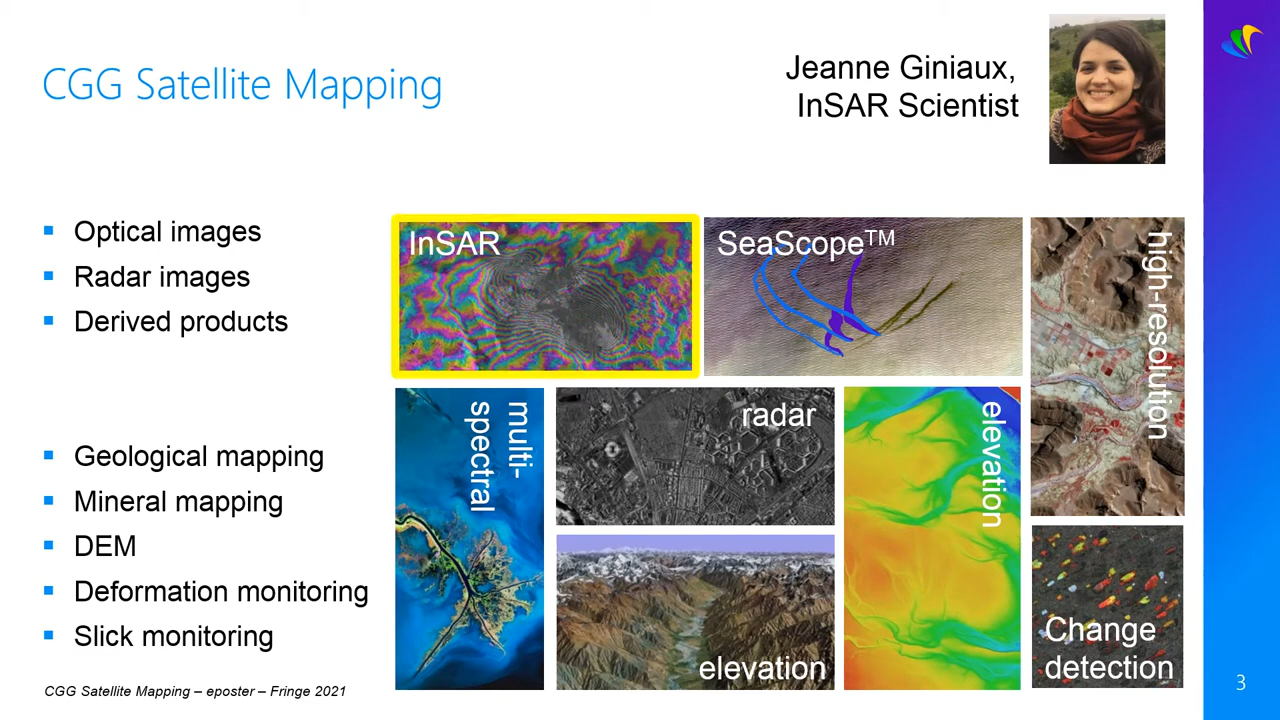 CGG Satellite Mapping
Jeanne Giniaux,
InSAR Scientist
Optical images
Radar images
Derived products
Geological mapping
Mineral mapping
DEM
Deformation monitoring
Slick monitoring
InSAR
SeaScope™
high-resolution
multi-
spectral
radar
elevation
elevation
Change
detection
CGG Satellite Mapping – eposter – Fringe 2021
3